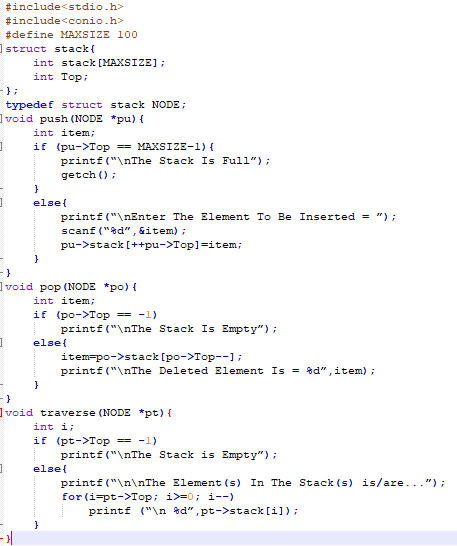 #include<stdio.h>
#include<conio.h>
#define MAXSIZE 100
struct stack{
int stack[MAXSIZE];
int Top;
};
typedef struct stack NODE;
void push(NODE *pu){
int item;
if (pu->Top == MAXSIZE-1){
printf(“\nThe Stack Is Full”);
getch();
}
else{
printf(“\nEnter The Element To Be Inserted = ”);
scanf(“%d”,&item);
pu->stack[++pu->Top]=item;
}
}
void pop(NODE *po){
int item;
if (po->Top == -1)
printf(“\nThe Stack Is Empty”);
else{
item=po->stack[po->Top--];
printf(“\nThe Deleted Element Is = %d”,item);
}
}
void traverse(NODE *pt){
int i;
if (pt->Top == -1)
printf(“\nThe Stack is Empty”);
else{
printf(“\n\nThe Element(s) In The Stack(s) is/are...”);
for(i=pt->Top; i>=0; i--)
printf (“\n %d”,pt->stack[i]);
}
}